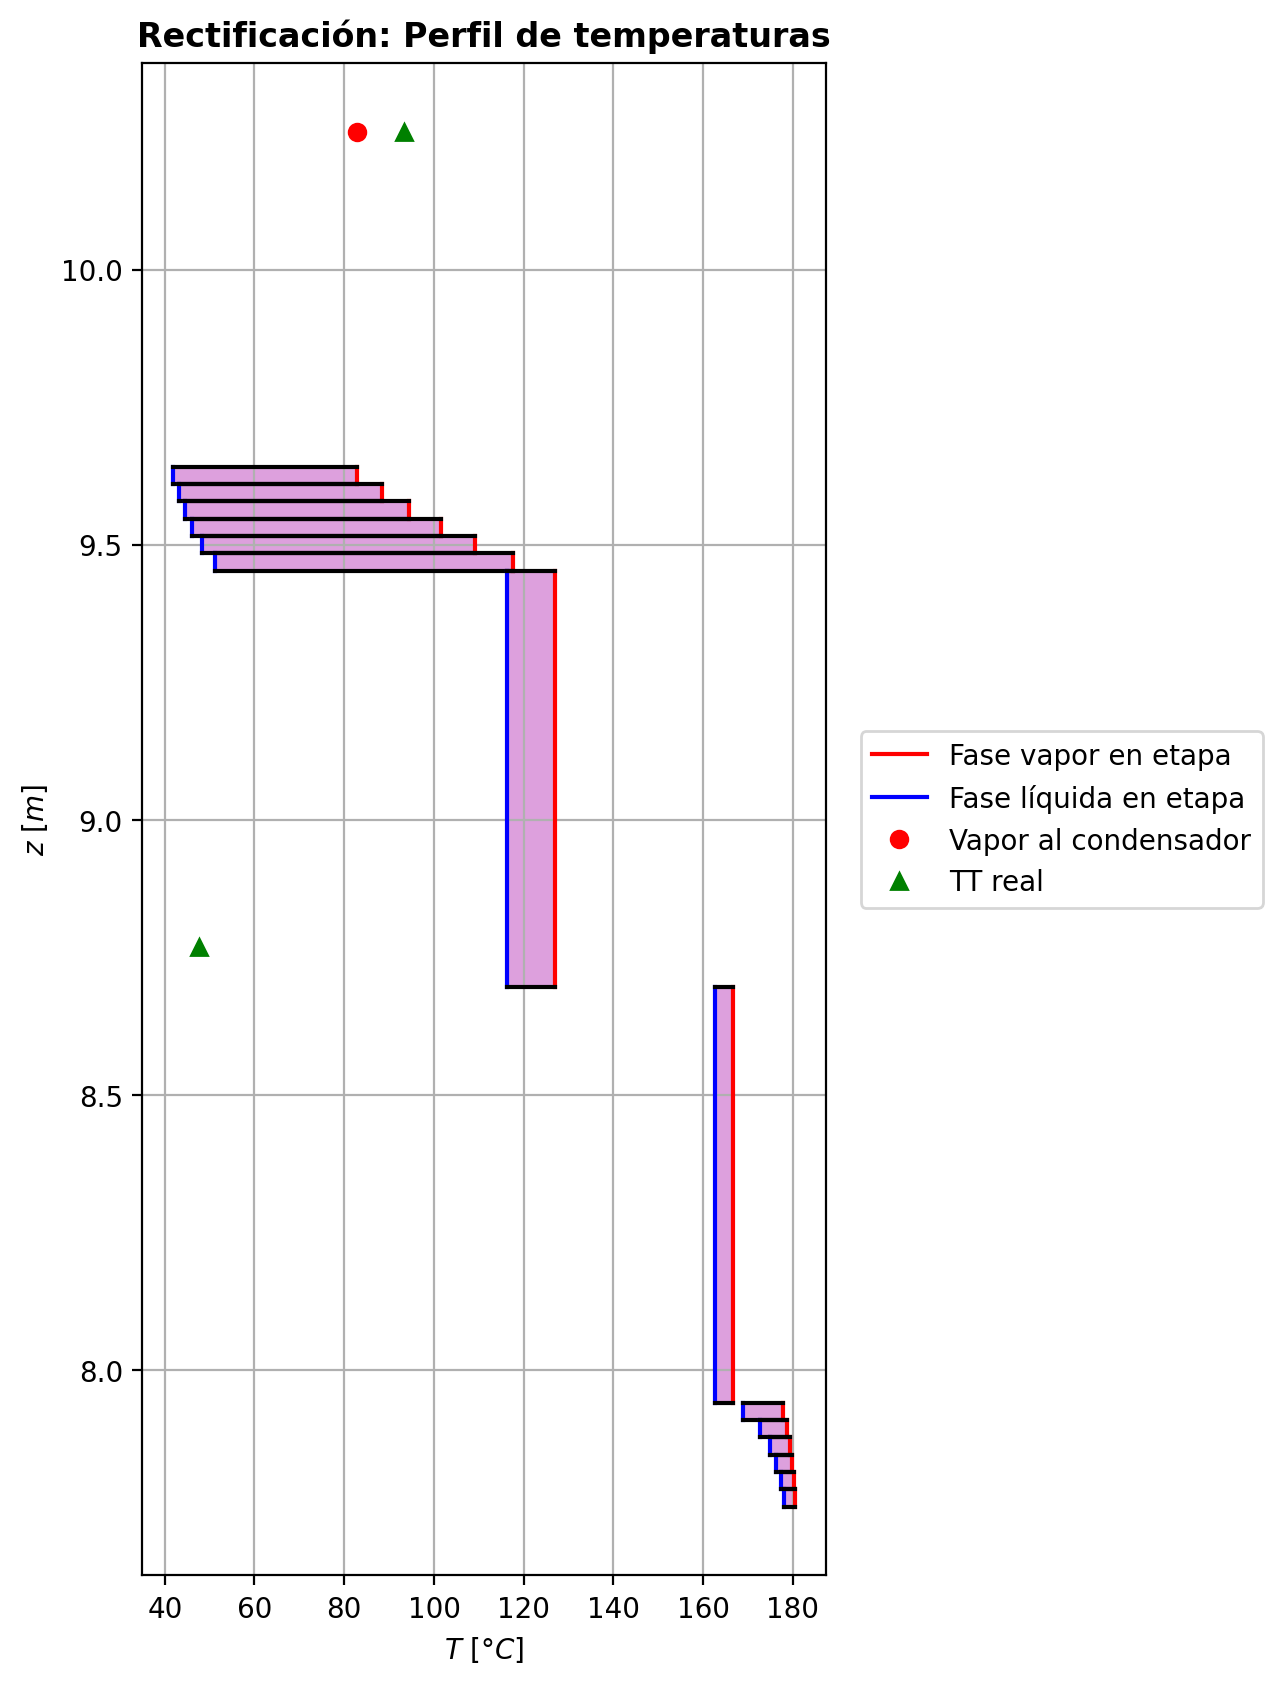 Rectificación: Perfil de temperaturas
10.0
9.5
9.0
8.5
8.0
z [m]
40 60 80 100 120 140 160 180
T [°C]
Fase vapor en etapa
Fase líquida en etapa
Vapor al condensador
TT real